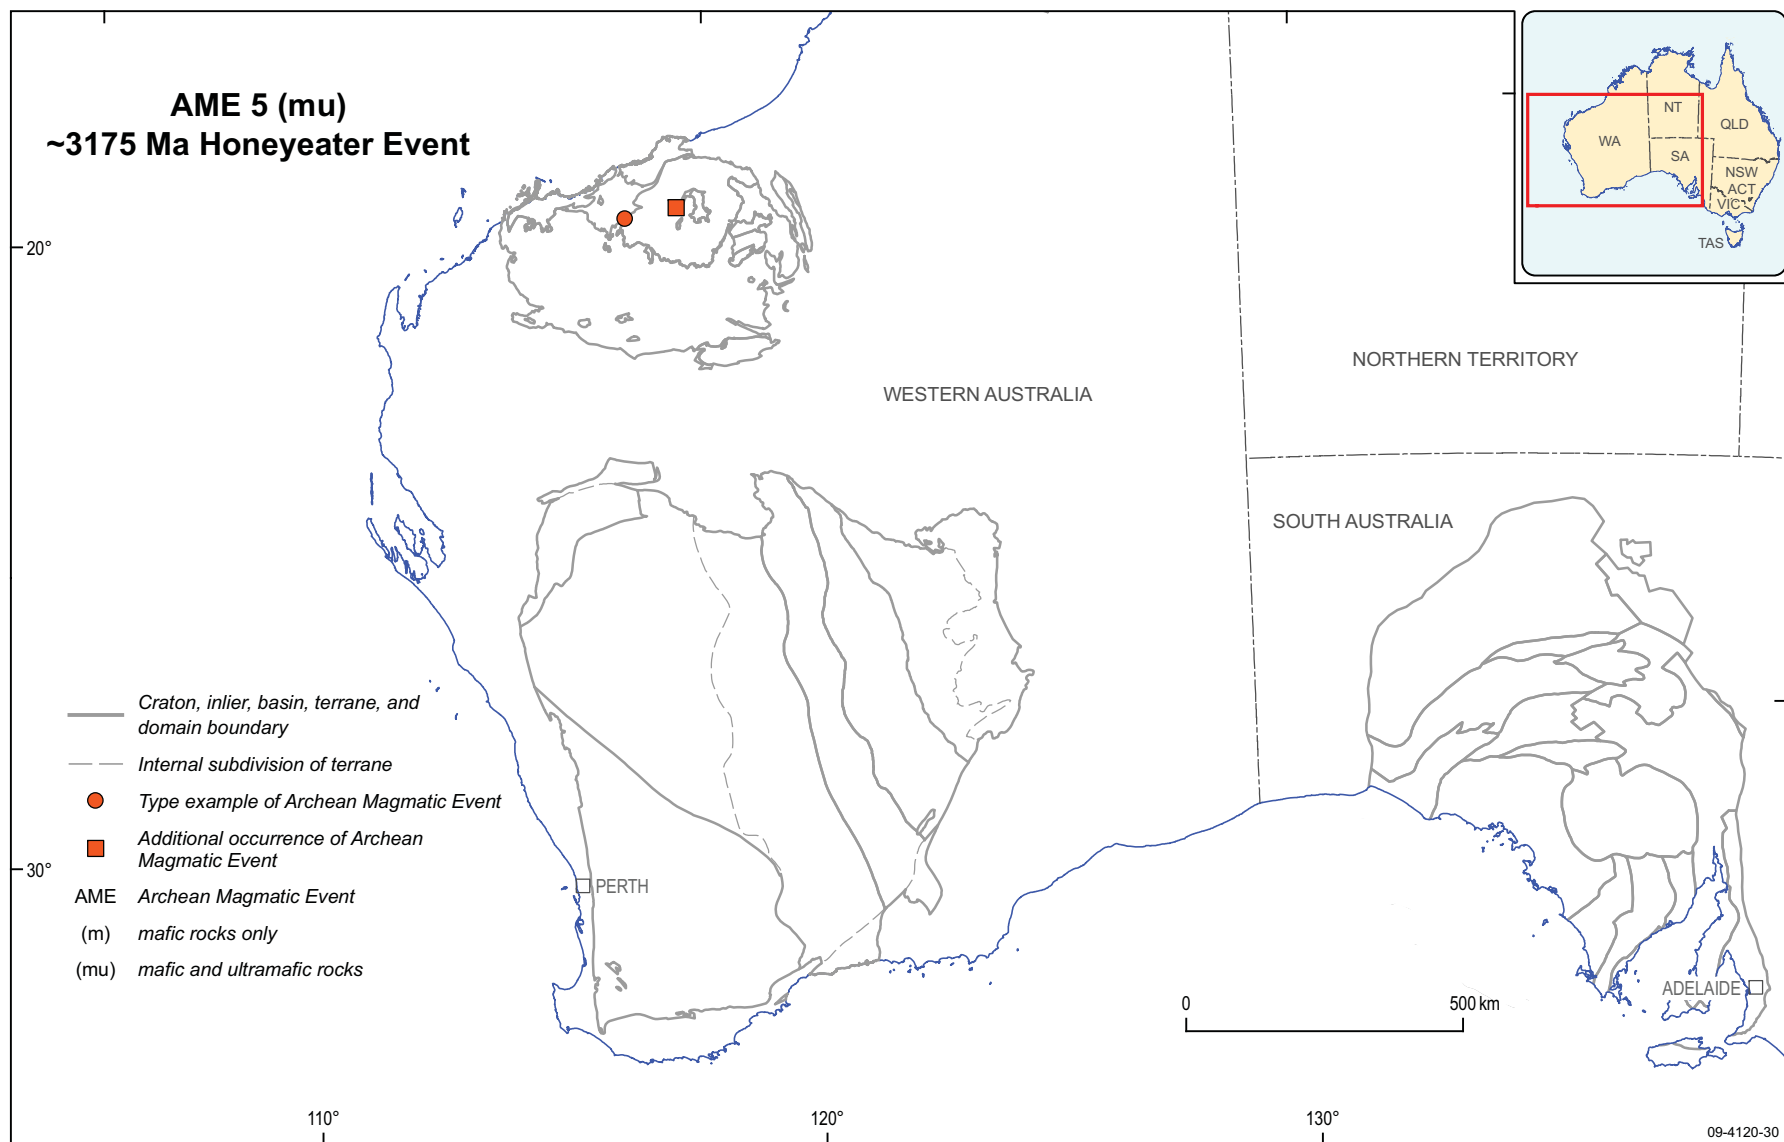 AME 5 (mu)
~3175 Ma Honeyeater Event
NT
QLD
WA
SA
NSW
ACT
VIC
TAS
20°
NORTHERN TERRITORY
WESTERN AUSTRALIA
SOUTH AUSTRALIA
Craton, inlier, basin, terrane, and
domain boundary
Internal subdivision of terrane
Type example of Archean Magmatic Event
Additional occurrence of Archean
Magmatic Event
30°
PERTH
AME Archean Magmatic Event
(m) mafic rocks only
(mu) mafic and ultramafic rocks
ADELAIDE
0 500 km
110° 120° 130°
09-4120-30